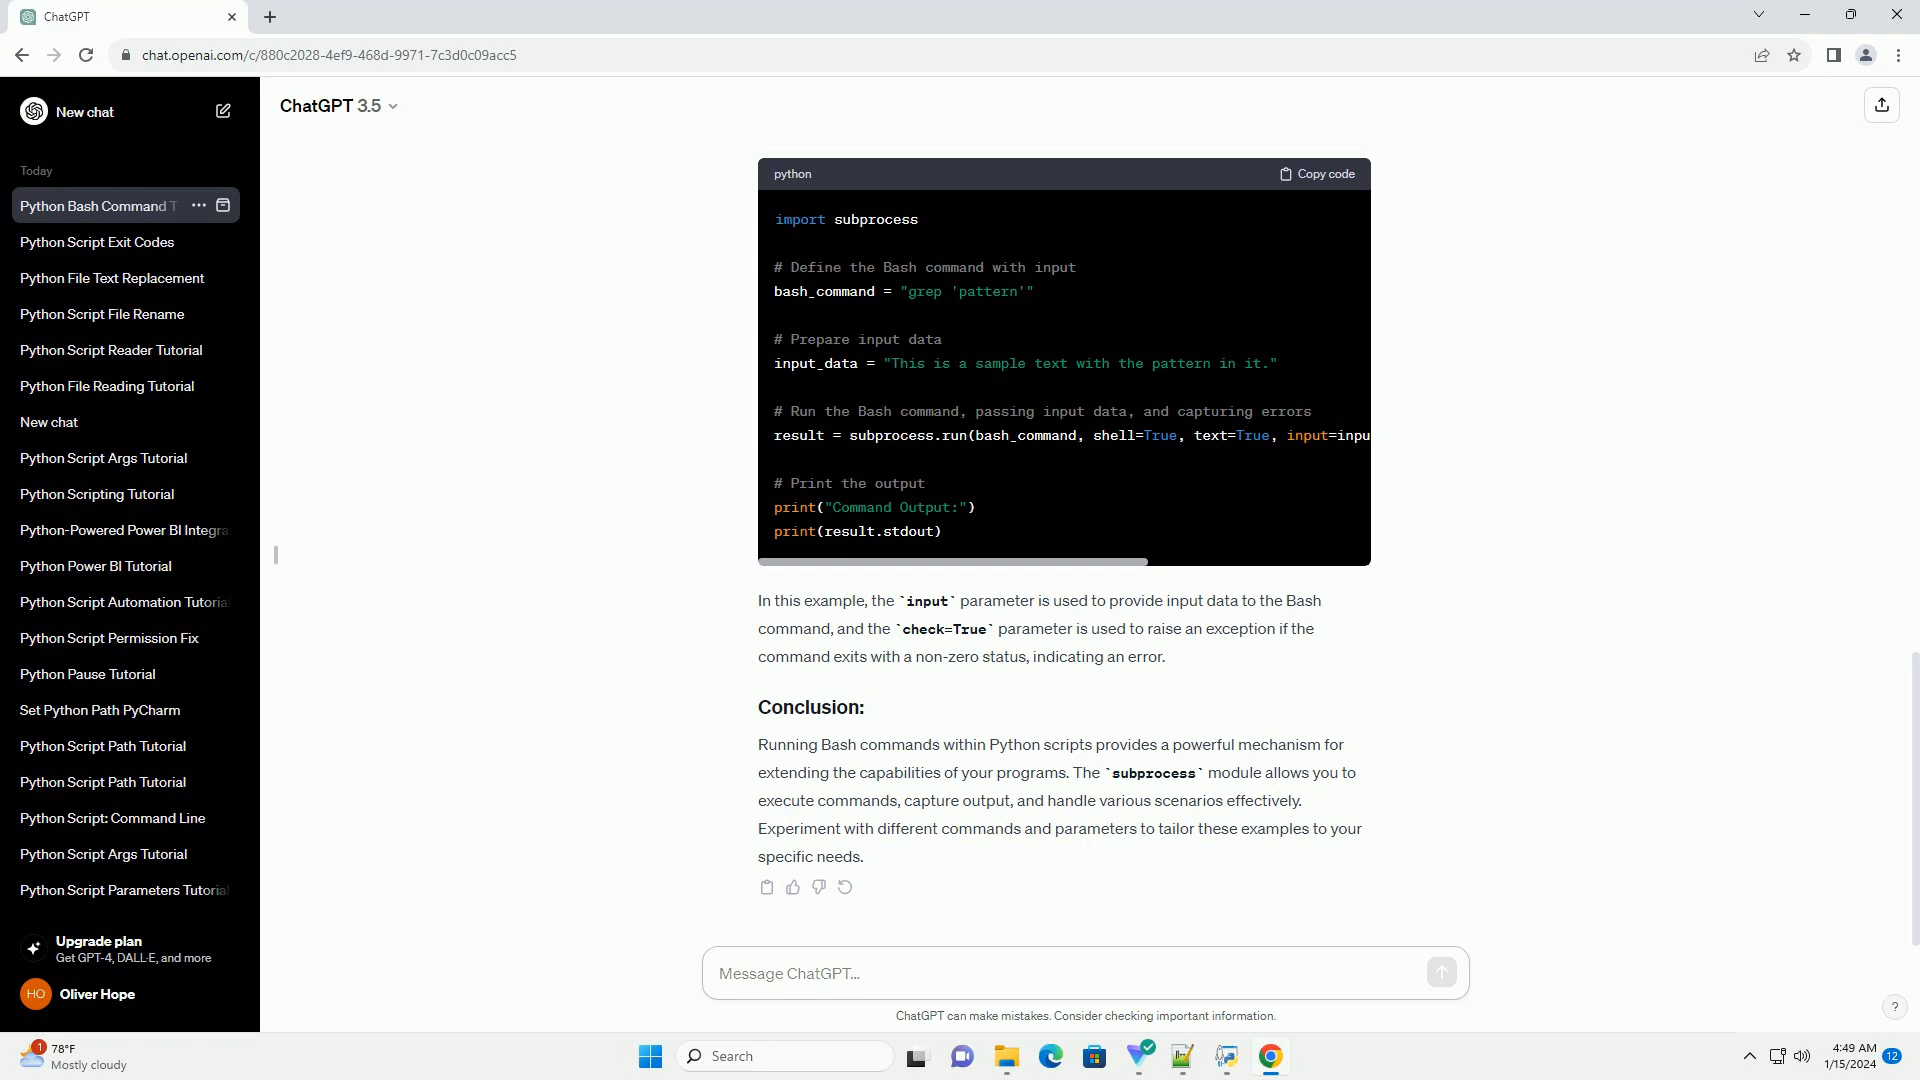 ChatGPT
chat.openai.com/c/880c2028-4ef9-468d-9971-7c3d0c09acc5
New chat
ChatGPT 3.5
Today
Python Bash Command T
Python Script Exit Codes
Python File Text Replacement
Python Script File Rename
Python Script Reader Tutorial
Python File Reading Tutorial
New chat
Python Script Args Tutorial
Python Scripting Tutorial
Python-Powered Power BI Integra
Python Power BI Tutorial
Python Script Automation Tutoria
Python Script Permission Fix
Python Pause Tutorial
Set Python Path PyCharm
Python Script Path Tutorial
Python Script Path Tutorial
Python Script: Command Line
Python Script Args Tutorial
Python Script Parameters Tutorial
Upgrade plan
Get GPT-4, DALL·E, and more
HO Oliver Hope
python Copy code
import subprocess
# Define the Bash command with input
bash_command = "grep 'pattern'"
# Prepare input data
input_data = "This is a sample text with the pattern in it."
# Run the Bash command, passing input data, and capturing errors
result = subprocess.run(bash_command, shell=True, text=True, input=inpu
# Print the output
print("Command Output:")
print(result.stdout)
In this example, the `input` parameter is used to provide input data to the Bash
command, and the `check=True` parameter is used to raise an exception if the
command exits with a non-zero status, indicating an error.
Conclusion:
Running Bash commands within Python scripts provides a powerful mechanism for
extending the capabilities of your programs. The `subprocess` module allows you to
execute commands, capture output, and handle various scenarios effectively.
Experiment with different commands and parameters to tailor these examples to your
specific needs.
Message ChatGPT...
ChatGPT can make mistakes. Consider checking important information.
?
1
78°F
Mostly cloudy
Search
4:49 AM
1/15/2024
12